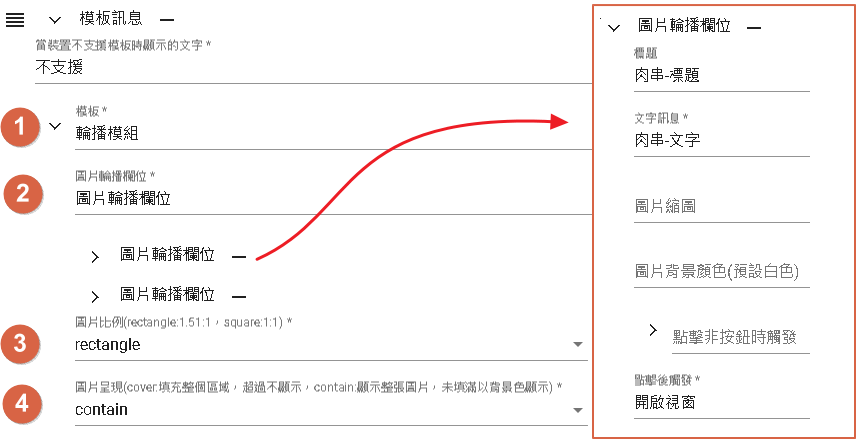 模板訊息
當裝置不支援模板時顯示的文字 *
不支援
1
模板 *
輪播模組
2
圖片輪播欄位 *
圖片輪播欄位
圖片輪播欄位
圖片輪播欄位
3
圖片比例(rectangle:1.51:1，square:1:1) *
rectangle
4
圖片呈現(cover:填充整個區域，超過不顯示，contain:顯示整張圖片，未填滿以背景色顯示) *
contain
圖片輪播欄位
標題
肉串-標題
文字訊息 *
肉串-文字
圖片縮圖
圖片背景顏色(預設白色)
點擊非按鈕時觸發
點擊後觸發 *
開啟視窗